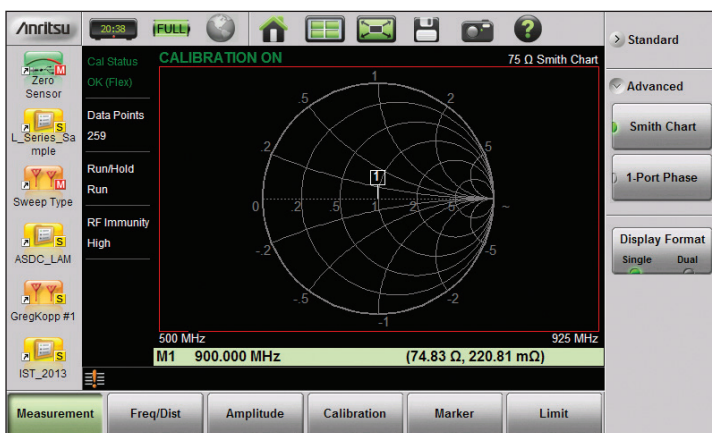 Anritsu
20:38
(FULL)
?
Zero
Sensor
M
L_Series_Sa
mple
S
Sweep Type
M
ASDC_LAM
S
GregKopp #1
S
IST_2013
S
Cal Status
OK (Flex)
Data Points
259
Run/Hold
Run
RF Immunity
High
CALIBRATION ON
75 Ω Smith Chart
1
.5
2
.2
5
1
0
.2
.5
1
2
5
~
-.2
-5
-.5
-2
-1
500 MHz
925 MHz
M1 900.000 MHz (74.83 Ω, 220.81 mΩ)
Standard
Advanced
Smith Chart
1-Port Phase
Display Format
Single Dual
Measurement
Freq/Dist
Amplitude
Calibration
Marker
Limit